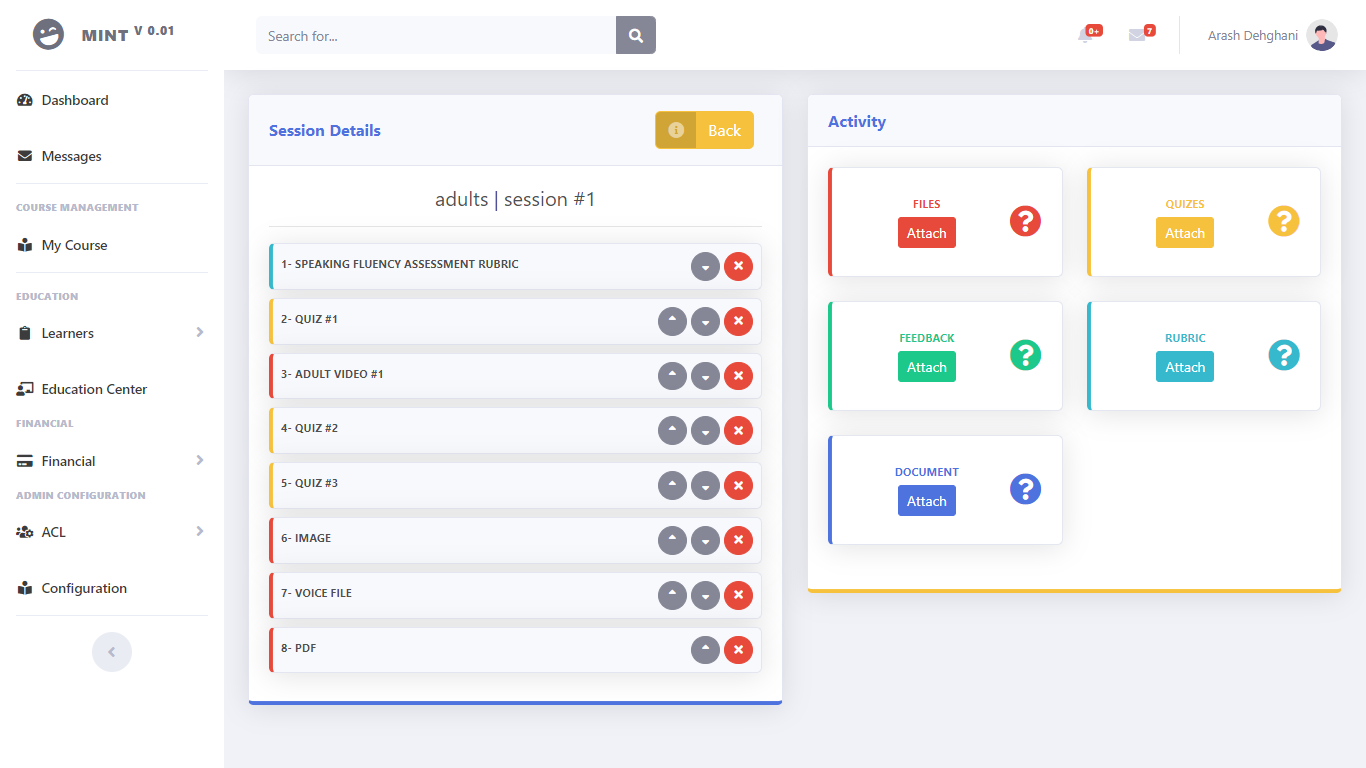 MINT V 0.01
Search for...
0+
7
Arash Dehghani
Dashboard
Messages
COURSE MANAGEMENT
My Course
EDUCATION
Learners
Education Center
FINANCIAL
Financial
ADMIN CONFIGURATION
ACL
Configuration
Session Details
Back
adults | session #1
1- SPEAKING FLUENCY ASSESSMENT RUBRIC
2- QUIZ #1
3- ADULT VIDEO #1
4- QUIZ #2
5- QUIZ #3
6- IMAGE
7- VOICE FILE
8- PDF
Activity
FILES
Attach
QUIZES
Attach
FEEDBACK
Attach
RUBRIC
Attach
DOCUMENT
Attach